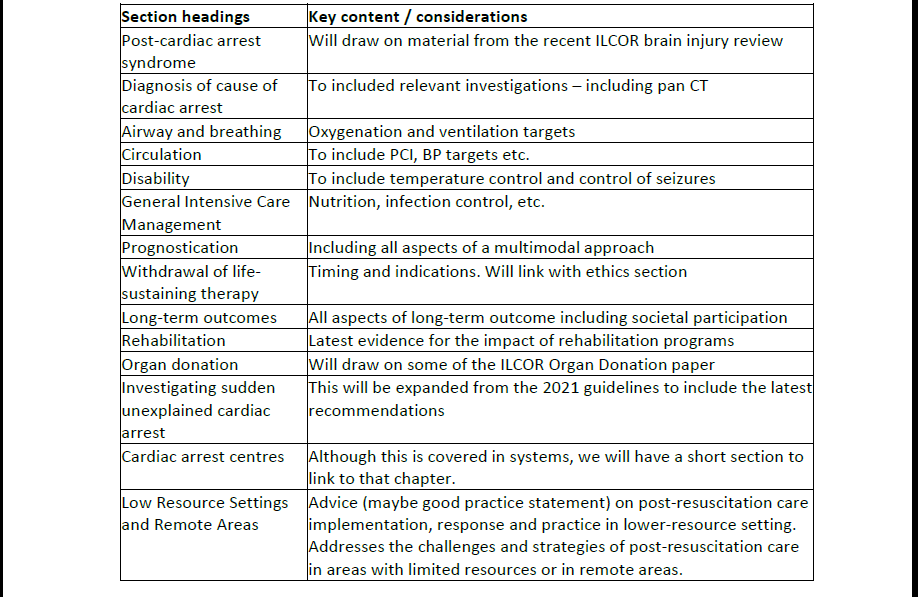 Section headings Key content / considerations
Post-cardiac arrest Will draw on material from the recent ILCOR brain injury review
syndrome
Diagnosis of cause of To included relevant investigations – including pan CT
cardiac arrest
Airway and breathing Oxygenation and ventilation targets
Circulation To include PCI, BP targets etc.
Disability To include temperature control and control of seizures
General Intensive Care Nutrition, infection control, etc.
Management
Prognostication Including all aspects of a multimodal approach
Withdrawal of life- Timing and indications. Will link with ethics section
sustaining therapy
Long-term outcomes All aspects of long-term outcome including societal participation
Rehabilitation Latest evidence for the impact of rehabilitation programs
Organ donation Will draw on some of the ILCOR Organ Donation paper
Investigating sudden This will be expanded from the 2021 guidelines to include the latest
unexplained cardiac recommendations
arrest
Cardiac arrest centres Although this is covered in systems, we will have a short section to
link to that chapter.
Low Resource Settings Advice (maybe good practice statement) on post-resuscitation care
and Remote Areas implementation, response and practice in lower-resource setting.
Addresses the challenges and strategies of post-resuscitation care
in areas with limited resources or in remote areas.